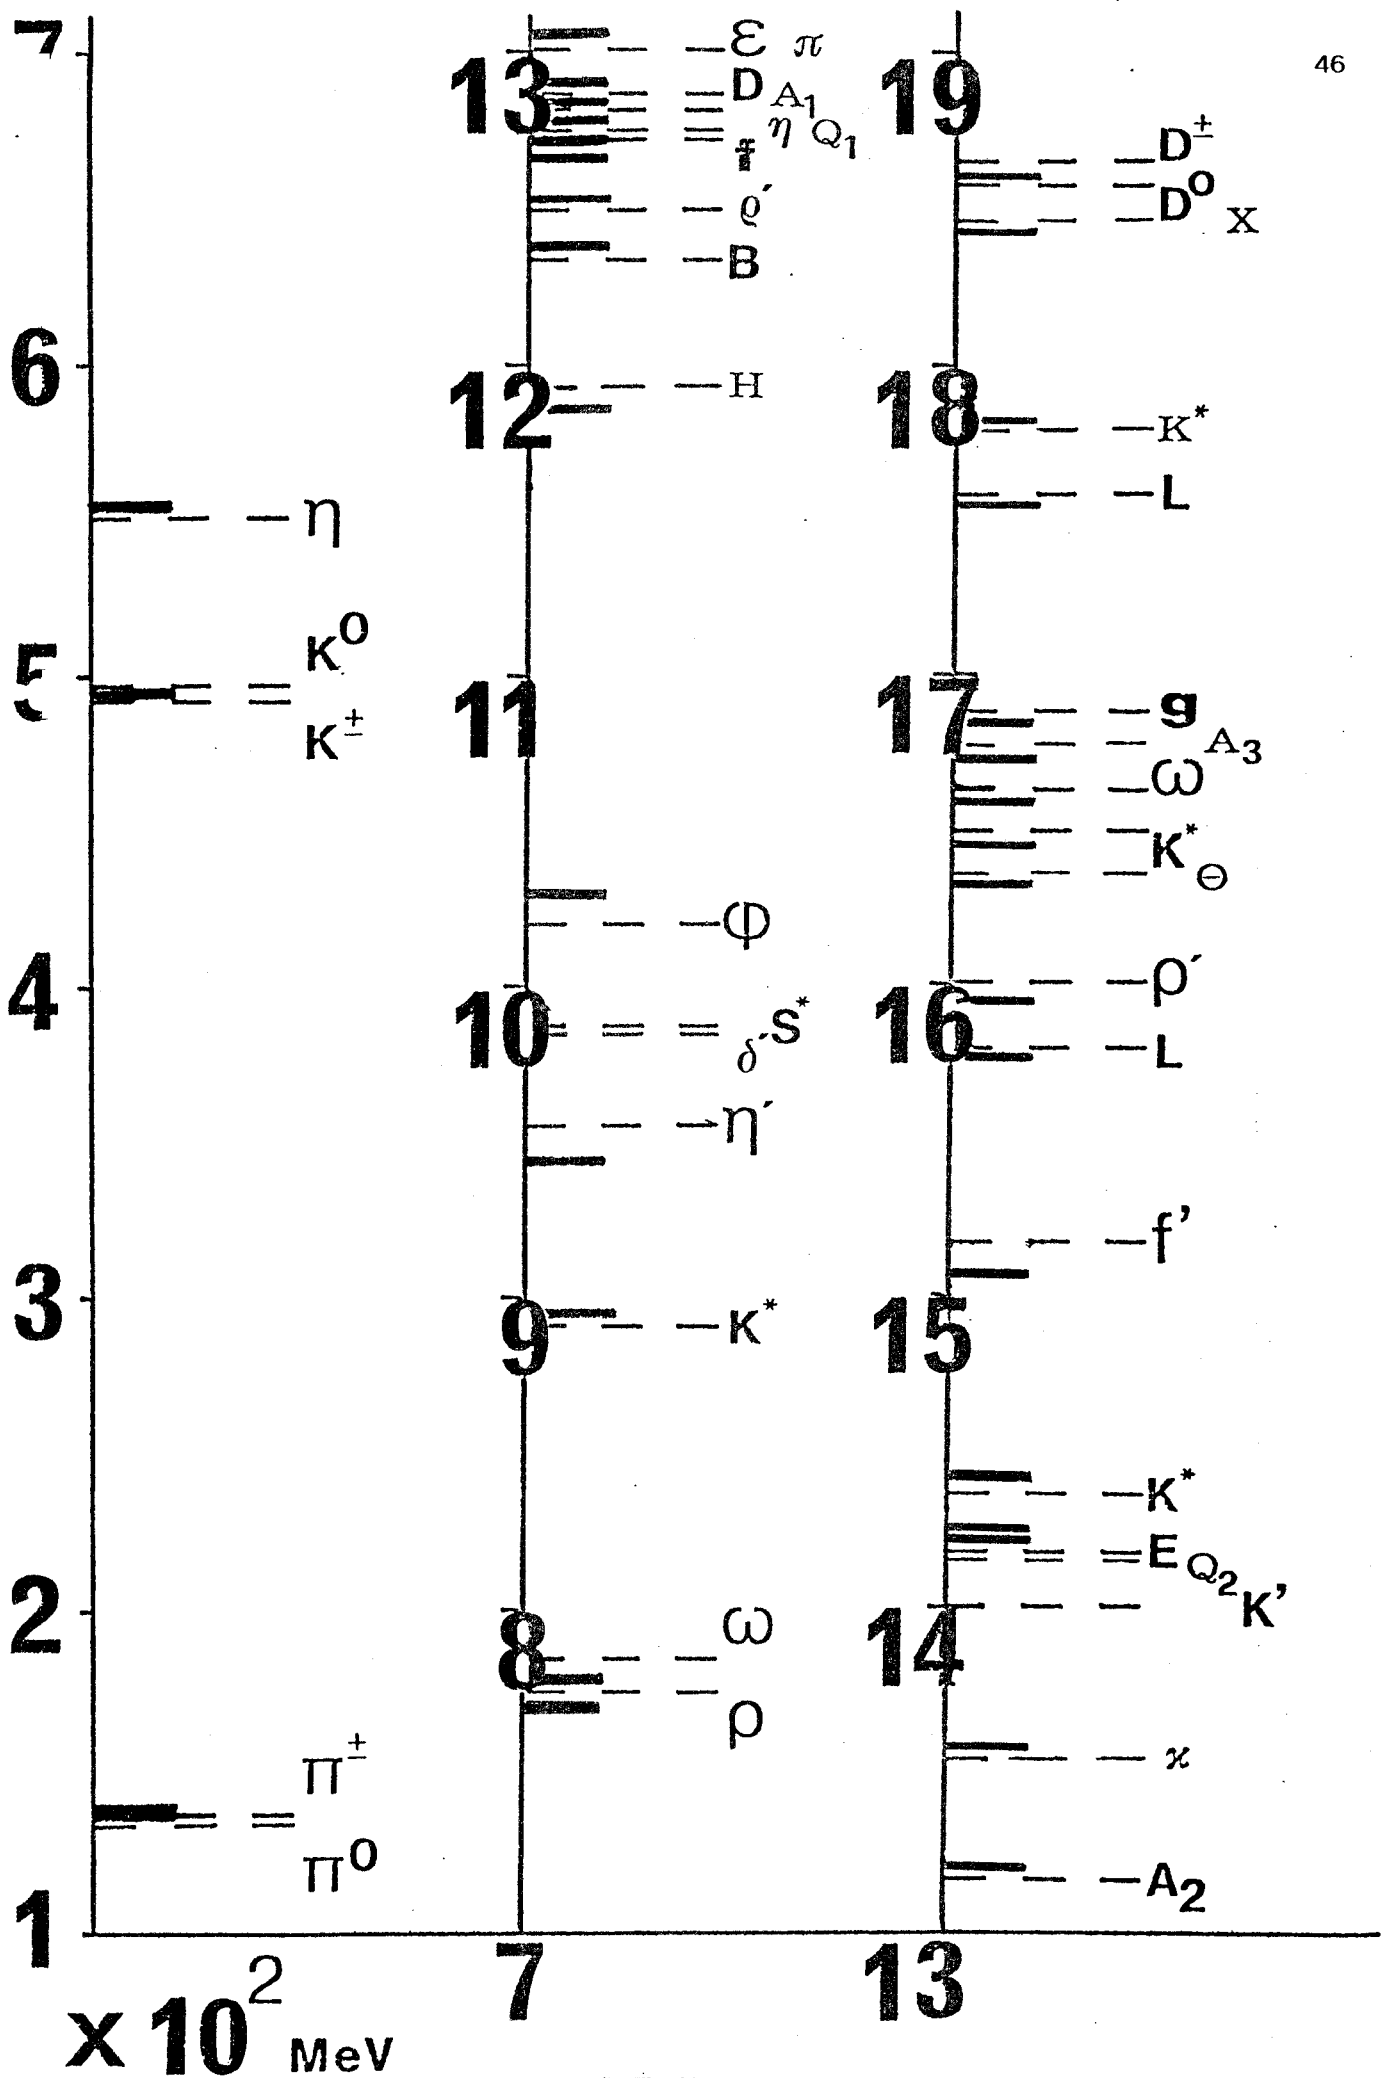 46
7
6
η
K⁰
5
K±
4
3
2
π±
π⁰
1
x 10² MeV
13
ε π
D A₁
η Q₁
f
ρ´
B
12
H
11
φ
10
S*
δ´
η´
9
K*
8
ω
ρ
7
19
D±
D⁰ X
18
K*
L
17
g
A₃
ω
K*
Θ
ρ´
16
L
f’
15
K*
E Q₂ K’
14
ϰ
A₂
13